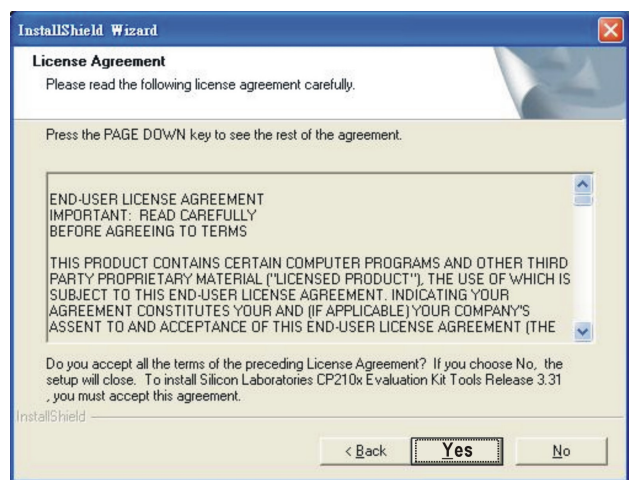 InstallShield Wizard
License Agreement
Please read the following license agreement carefully.
Press the PAGE DOWN key to see the rest of the agreement.
END-USER LICENSE AGREEMENT
IMPORTANT: READ CAREFULLY
BEFORE AGREEING TO TERMS
THIS PRODUCT CONTAINS CERTAIN COMPUTER PROGRAMS AND OTHER THIRD
PARTY PROPRIETARY MATERIAL ("LICENSED PRODUCT"), THE USE OF WHICH IS
SUBJECT TO THIS END-USER LICENSE AGREEMENT. INDICATING YOUR
AGREEMENT CONSTITUTES YOUR AND (IF APPLICABLE) YOUR COMPANY'S
ASSENT TO AND ACCEPTANCE OF THIS END-USER LICENSE AGREEMENT (THE
Do you accept all the terms of the preceding License Agreement? If you choose No, the
setup will close. To install Silicon Laboratories CP210x Evaluation Kit Tools Release 3.31
, you must accept this agreement.
InstallShield
< Back Yes No